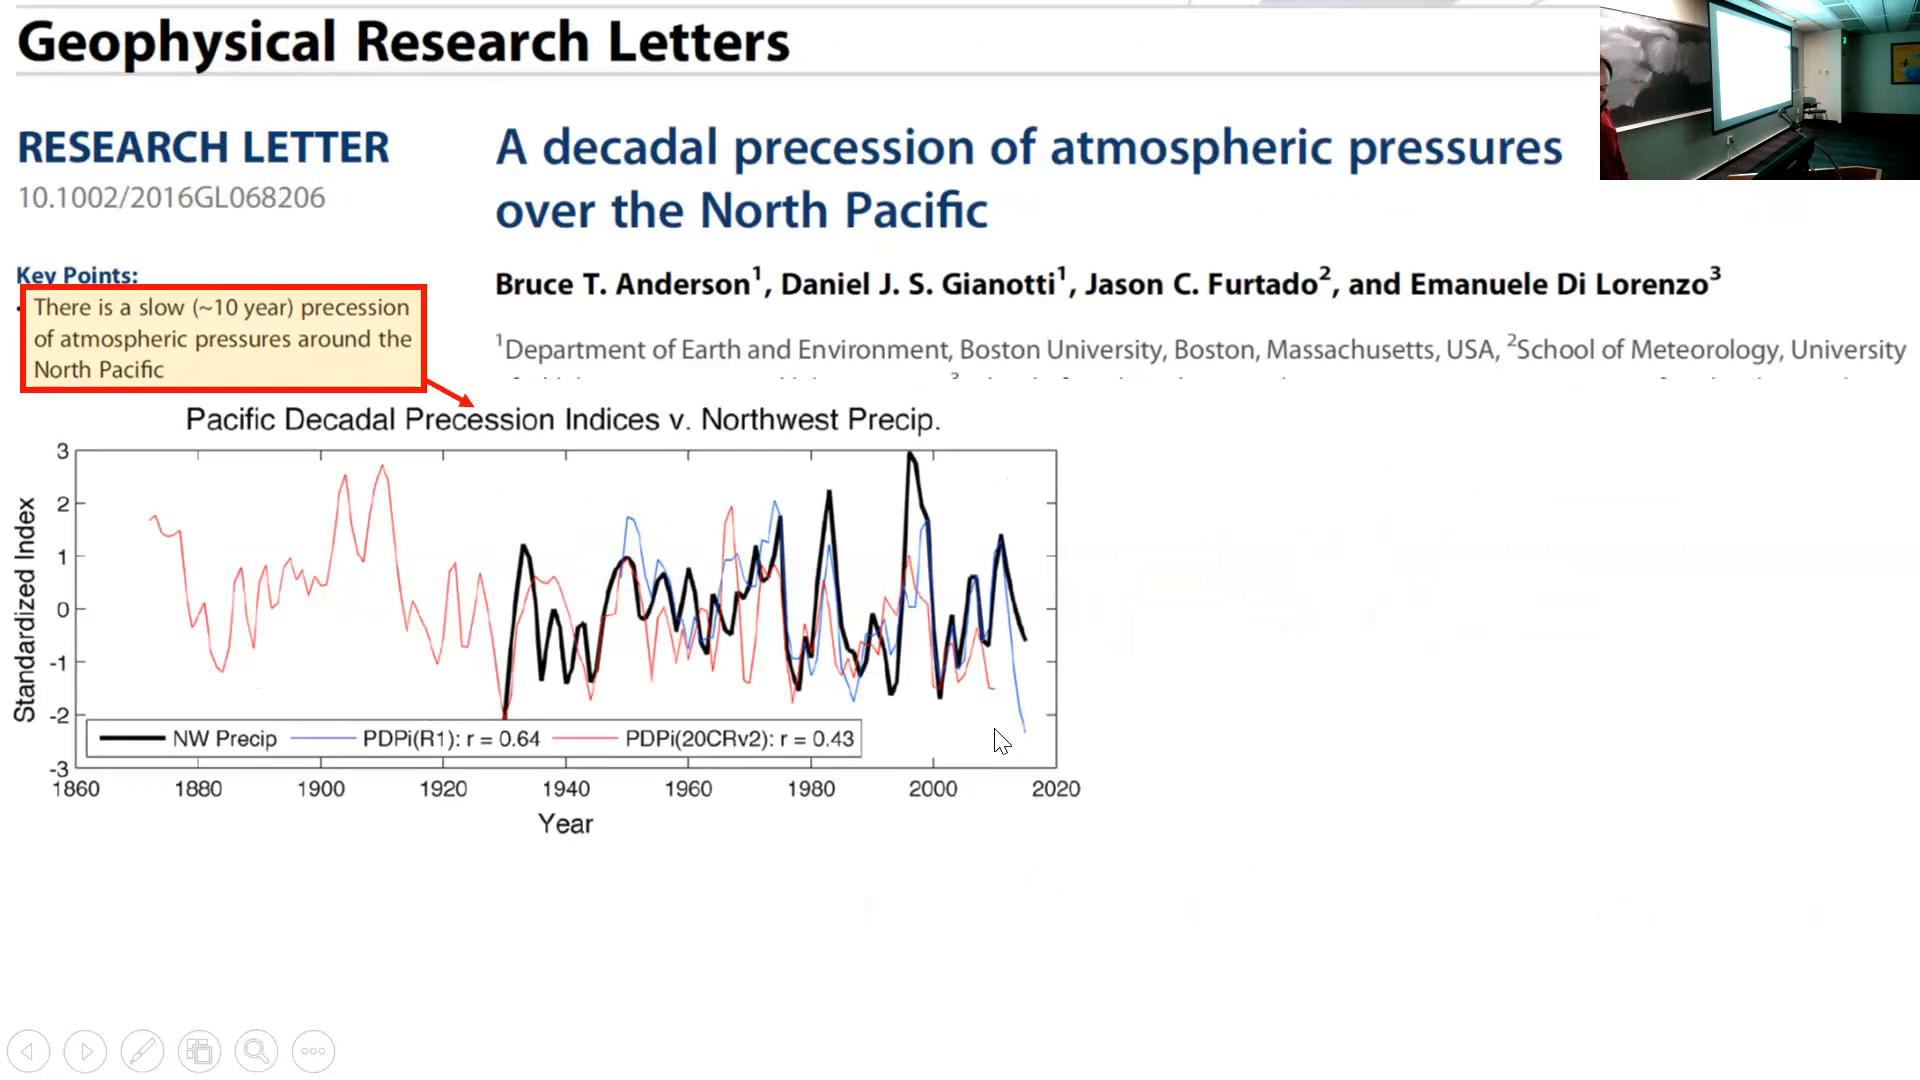 Geophysical Research Letters
RESEARCH LETTER
10.1002/2016GL068206
A decadal precession of atmospheric pressures
over the North Pacific
Bruce T. Anderson1, Daniel J. S. Gianotti1, Jason C. Furtado2, and Emanuele Di Lorenzo3
1Department of Earth and Environment, Boston University, Boston, Massachusetts, USA, 2School of Meteorology, University
3
Key Points:
There is a slow (~10 year) precession
of atmospheric pressures around the
North Pacific
Pacific Decadal Precession Indices v. Northwest Precip.
Standardized Index
3
2
1
0
-1
-2
-3
NW Precip PDPi(R1): r = 0.64 PDPi(20CRv2): r = 0.43
1860 1880 1900 1920 1940 1960 1980 2000 2020
Year